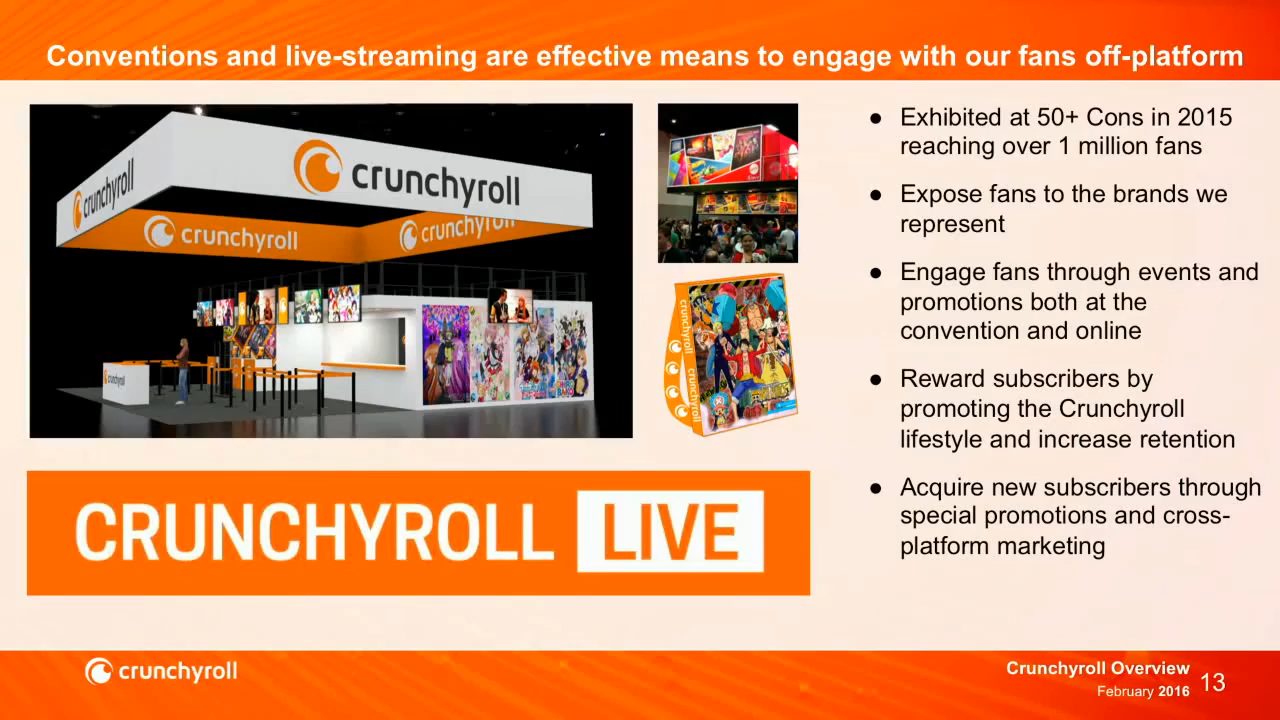 Conventions and live-streaming are effective means to engage with our fans off-platform
crunchyroll
crunchyroll
crunchyroll
crunchyroll
crunchyroll
crunchyroll
crunchyroll
CRUNCHYROLL LIVE
● Exhibited at 50+ Cons in 2015
reaching over 1 million fans
● Expose fans to the brands we
represent
● Engage fans through events and
promotions both at the
convention and online
● Reward subscribers by
promoting the Crunchyroll
lifestyle and increase retention
● Acquire new subscribers through
special promotions and cross-
platform marketing
crunchyroll
Crunchyroll Overview
February 2016
13